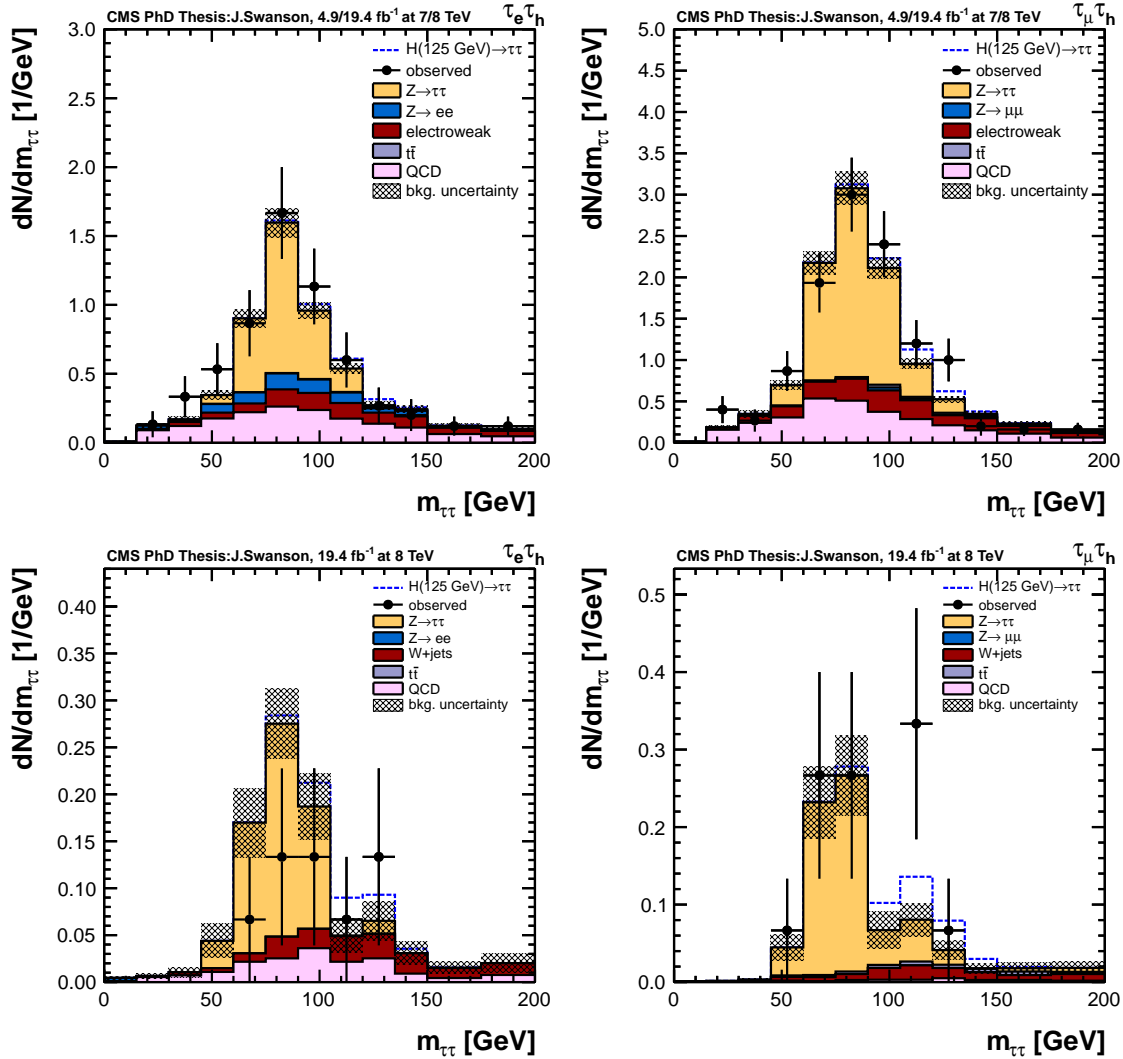 CMS PhD Thesis:J.Swanson, 4.9/19.4 fb⁻¹ at 7/8 TeV τeτh
dN/dmττ [1/GeV]
3.0
2.5
2.0
1.5
1.0
0.5
0.0
H(125 GeV)→ττ
observed
Z→ττ
Z→ ee
electroweak
tt̄
QCD
bkg. uncertainty
0 50 100 150 200
mττ [GeV]
CMS PhD Thesis:J.Swanson, 4.9/19.4 fb⁻¹ at 7/8 TeV τμτh
dN/dmττ [1/GeV]
5.0
4.5
4.0
3.5
3.0
2.5
2.0
1.5
1.0
0.5
0.0
H(125 GeV)→ττ
observed
Z→ττ
Z→ μμ
electroweak
tt̄
QCD
bkg. uncertainty
0 50 100 150 200
mττ [GeV]
CMS PhD Thesis:J.Swanson, 19.4 fb⁻¹ at 8 TeV τeτh
dN/dmττ [1/GeV]
0.40
0.35
0.30
0.25
0.20
0.15
0.10
0.05
0.00
H(125 GeV)→ττ
observed
Z→ττ
Z→ ee
W+jets
tt̄
QCD
bkg. uncertainty
0 50 100 150 200
mττ [GeV]
CMS PhD Thesis:J.Swanson, 19.4 fb⁻¹ at 8 TeV τμτh
dN/dmττ [1/GeV]
0.5
0.4
0.3
0.2
0.1
0.0
H(125 GeV)→ττ
observed
Z→ττ
Z→ μμ
W+jets
tt̄
QCD
bkg. uncertainty
0 50 100 150 200
mττ [GeV]